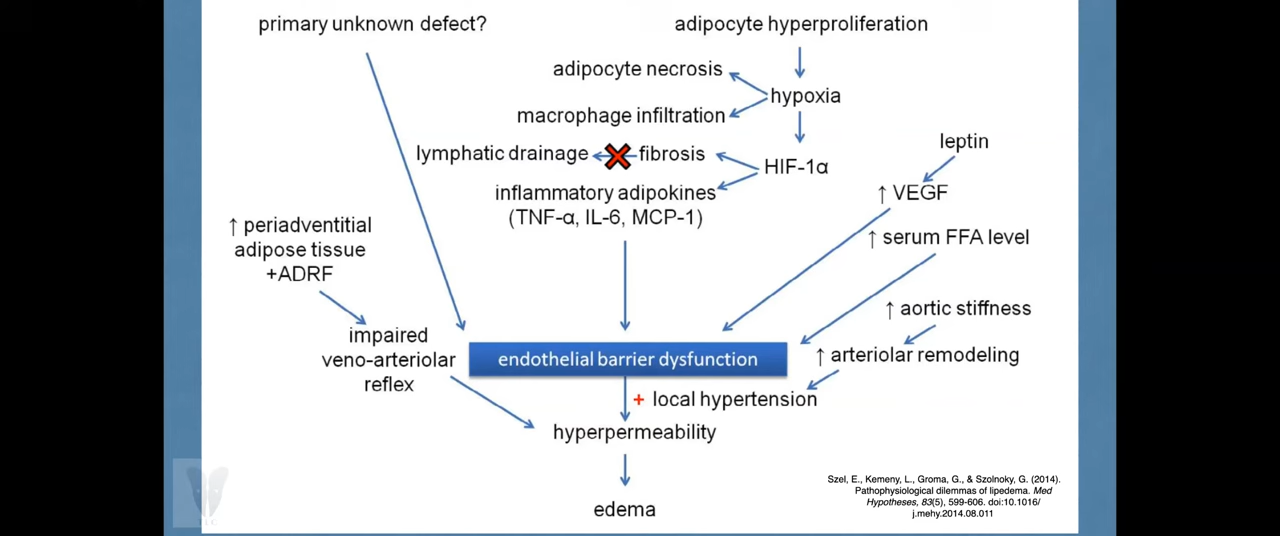 primary unknown defect?
adipocyte hyperproliferation
adipocyte necrosis
hypoxia
macrophage infiltration
leptin
lymphatic drainage
fibrosis
HIF-1α
inflammatory adipokines
(TNF-α, IL-6, MCP-1)
↑ VEGF
↑ periadventitial
adipose tissue
+ADRF
↑ serum FFA level
↑ aortic stiffness
impaired
veno-arteriolar
reflex
endothelial barrier dysfunction
↑ arteriolar remodeling
+ local hypertension
hyperpermeability
edema
Szel, E., Kemeny, L., Groma, G., & Szolnoky, G. (2014).
Pathophysiological dilemmas of lipedema. Med
Hypotheses, 83(5), 599-606. doi:10.1016/
j.mehy.2014.08.011